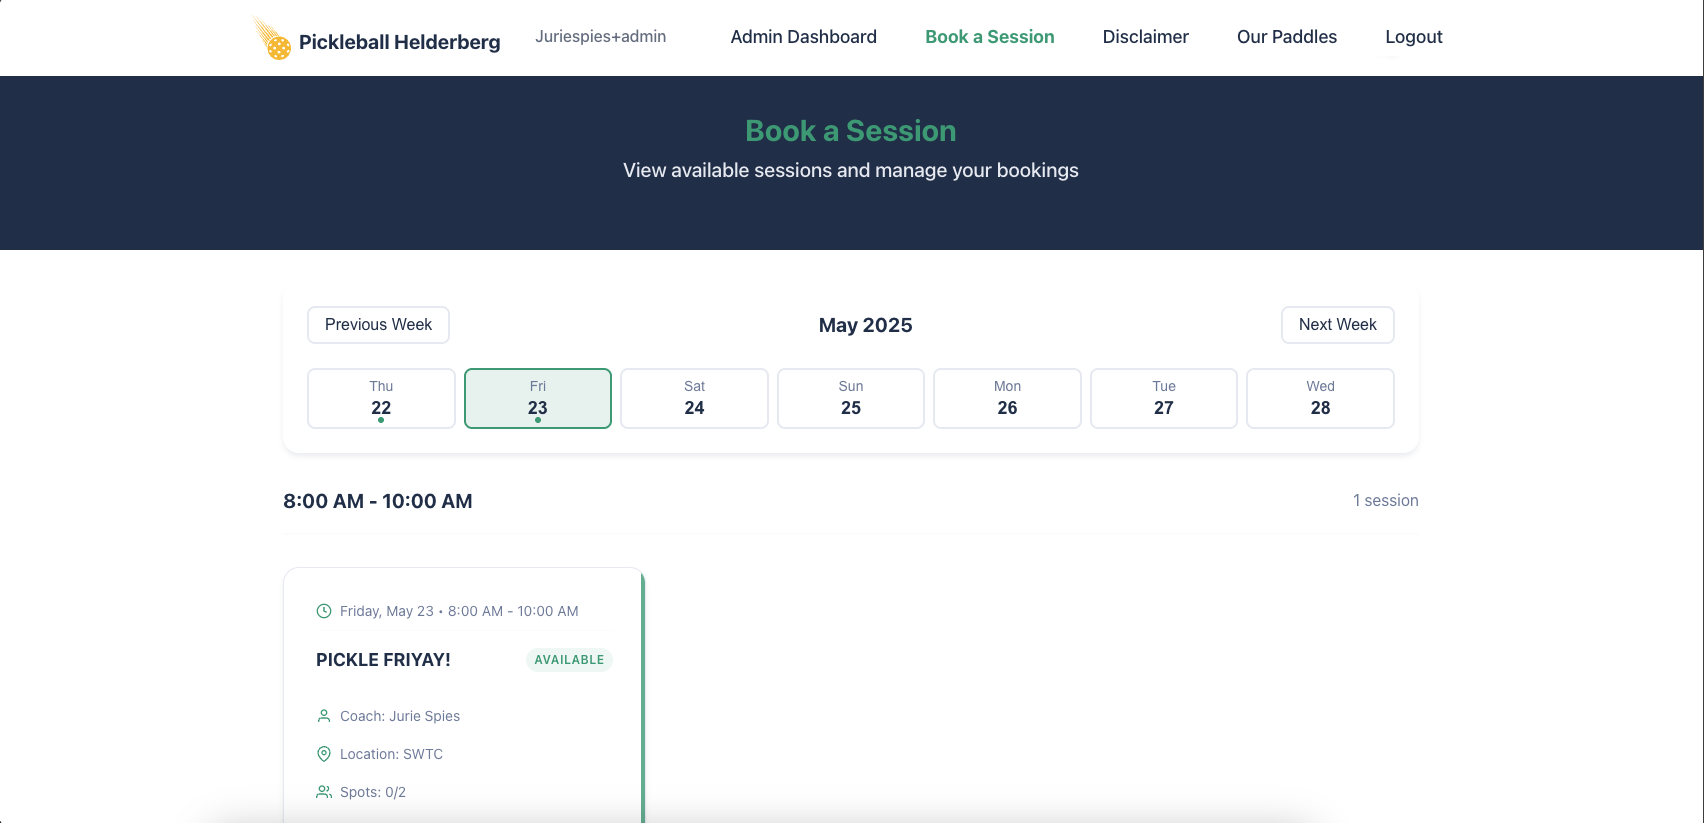 Pickleball Helderberg
Juriespies+admin
Admin Dashboard
Book a Session
Disclaimer
Our Paddles
Logout
Book a Session
View available sessions and manage your bookings
Previous Week
May 2025
Next Week
Thu
22
Fri
23
Sat
24
Sun
25
Mon
26
Tue
27
Wed
28
8:00 AM - 10:00 AM
1 session
Friday, May 23 • 8:00 AM - 10:00 AM
PICKLE FRIYAY!
AVAILABLE
Coach: Jurie Spies
Location: SWTC
Spots: 0/2